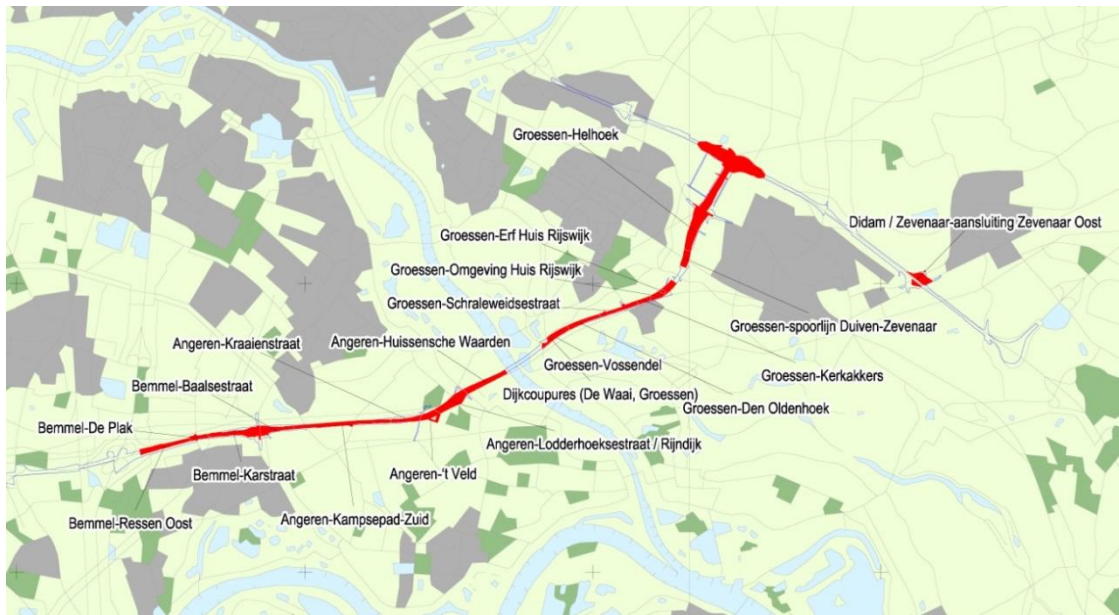 Groessen-Helhoek
Didam / Zevenaar-aansluiting Zevenaar Oost
Groessen-Erf Huis Rijswijk
Groessen-Omgeving Huis Rijswijk
Groessen-Schraleweidsestraat
Groessen-spoorlijn Duiven-Zevenaar
Angeren-Kraaienstraat
Angeren-Huissensche Waarden
Groessen-Vossendel
Groessen-Kerkakkers
Bemmel-Baalsestraat
Dijkcoupures (De Waai, Groessen)
Groessen-Den Oldenhoek
Bemmel-De Plak
Angeren-Lodderhoeksestraat / Rijndijk
Bemmel-Karstraat
Angeren-'t Veld
Bemmel-Ressen Oost
Angeren-Kampsepad-Zuid